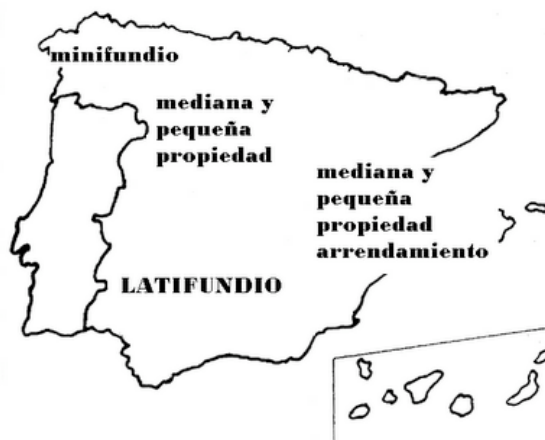 minifundio
mediana y
pequeña
propiedad
mediana y
pequeña
propiedad
arrendamiento
LATIFUNDIO